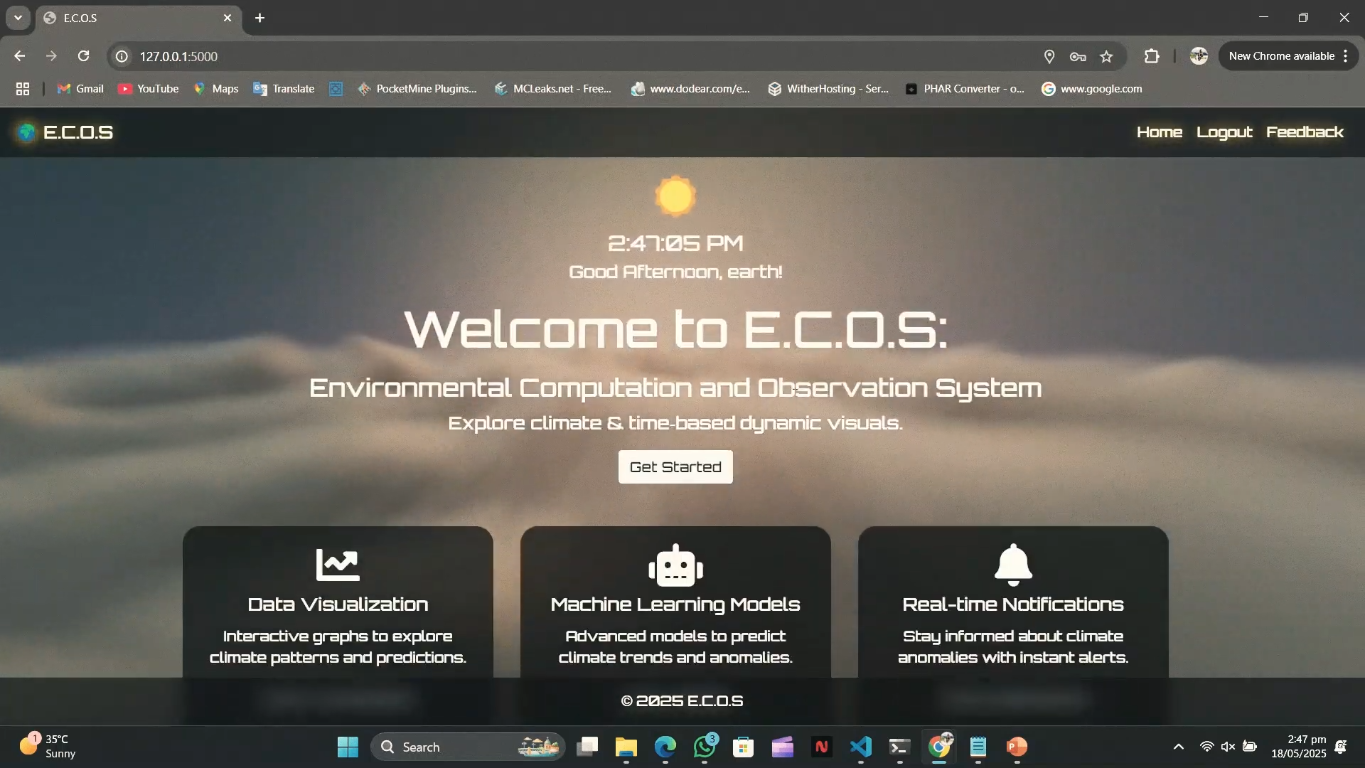 E.C.O.S
127.0.0.1:5000
New Chrome available
Gmail
YouTube
Maps
Translate
PocketMine Plugins...
MCLeaks.net - Free...
www.dodear.com/e...
WitherHosting - Ser...
PHAR Converter - o...
www.google.com
E.C.O.S
Home Logout Feedback
2:47:05 PM
Good Afternoon, earth!
Welcome to E.C.O.S:
Environmental Computation and Observation System
Explore climate & time-based dynamic visuals.
Get Started
Data Visualization
Interactive graphs to explore
climate patterns and predictions.
Machine Learning Models
Advanced models to predict
climate trends and anomalies.
Real-time Notifications
Stay informed about climate
anomalies with instant alerts.
© 2025 E.C.O.S
1
35°C
Sunny
Search
3
N
2:47 pm
18/05/2025